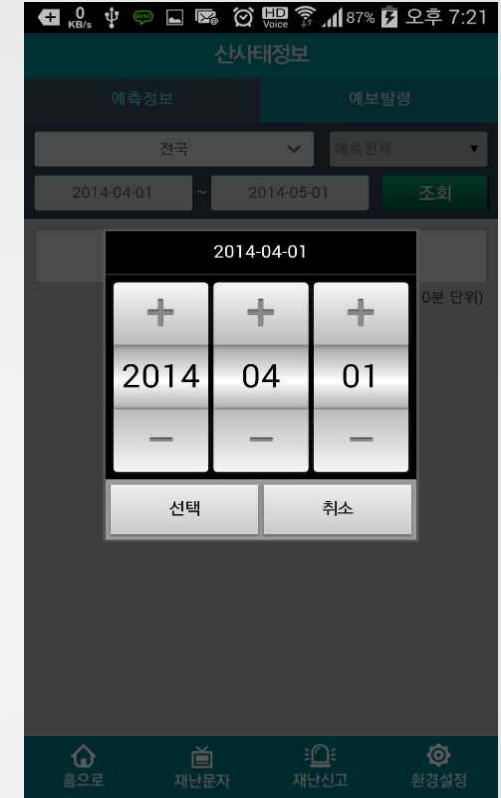 0 KB/s HD Voice 87% 오후 7:21
산사태정보
예측정보 예보발령
전국 예측전체
2014-04-01 ~ 2014-05-01 조회
2014-04-01
0분 단위)
+ + +
2014 04 01
− − −
선택 취소
홈으로 재난문자 재난신고 환경설정